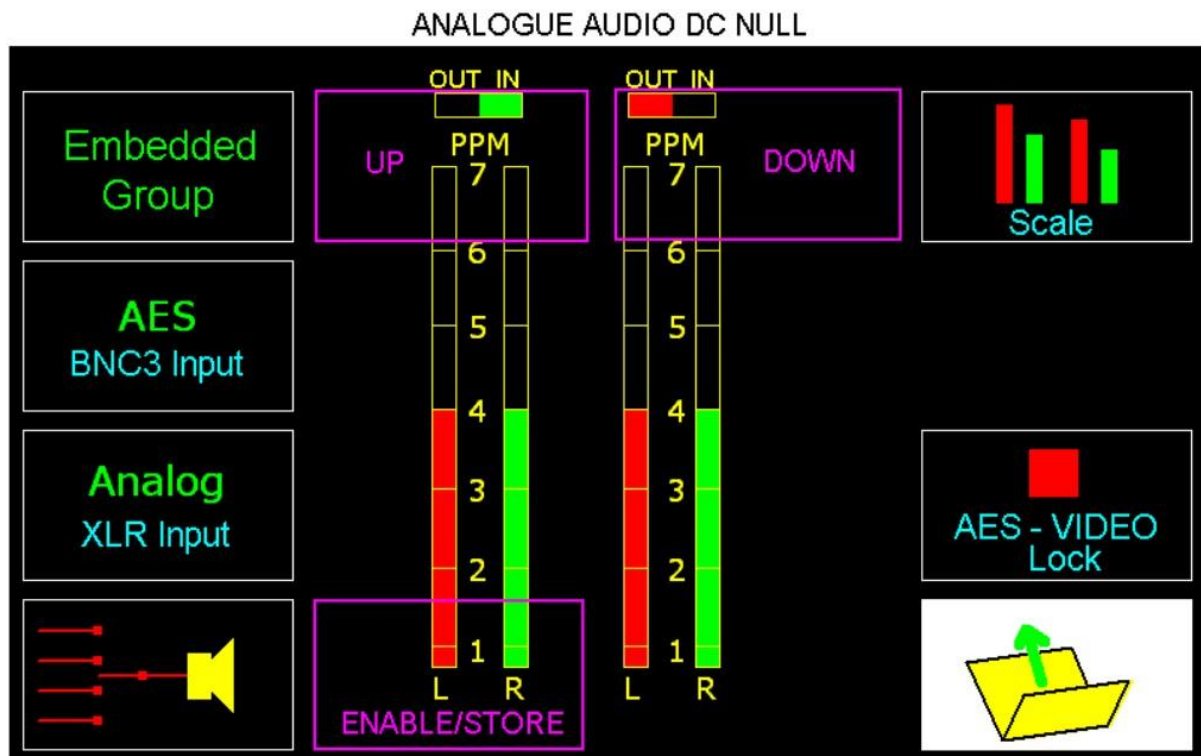 ANALOGUE AUDIO DC NULL
OUT IN
OUT IN
Embedded
Group
UP
PPM
PPM
DOWN
7
7
Scale
6
6
AES
BNC3 Input
5
5
4
4
Analog
XLR Input
3
3
AES - VIDEO
Lock
2
2
1
1
L R
L R
ENABLE/STORE